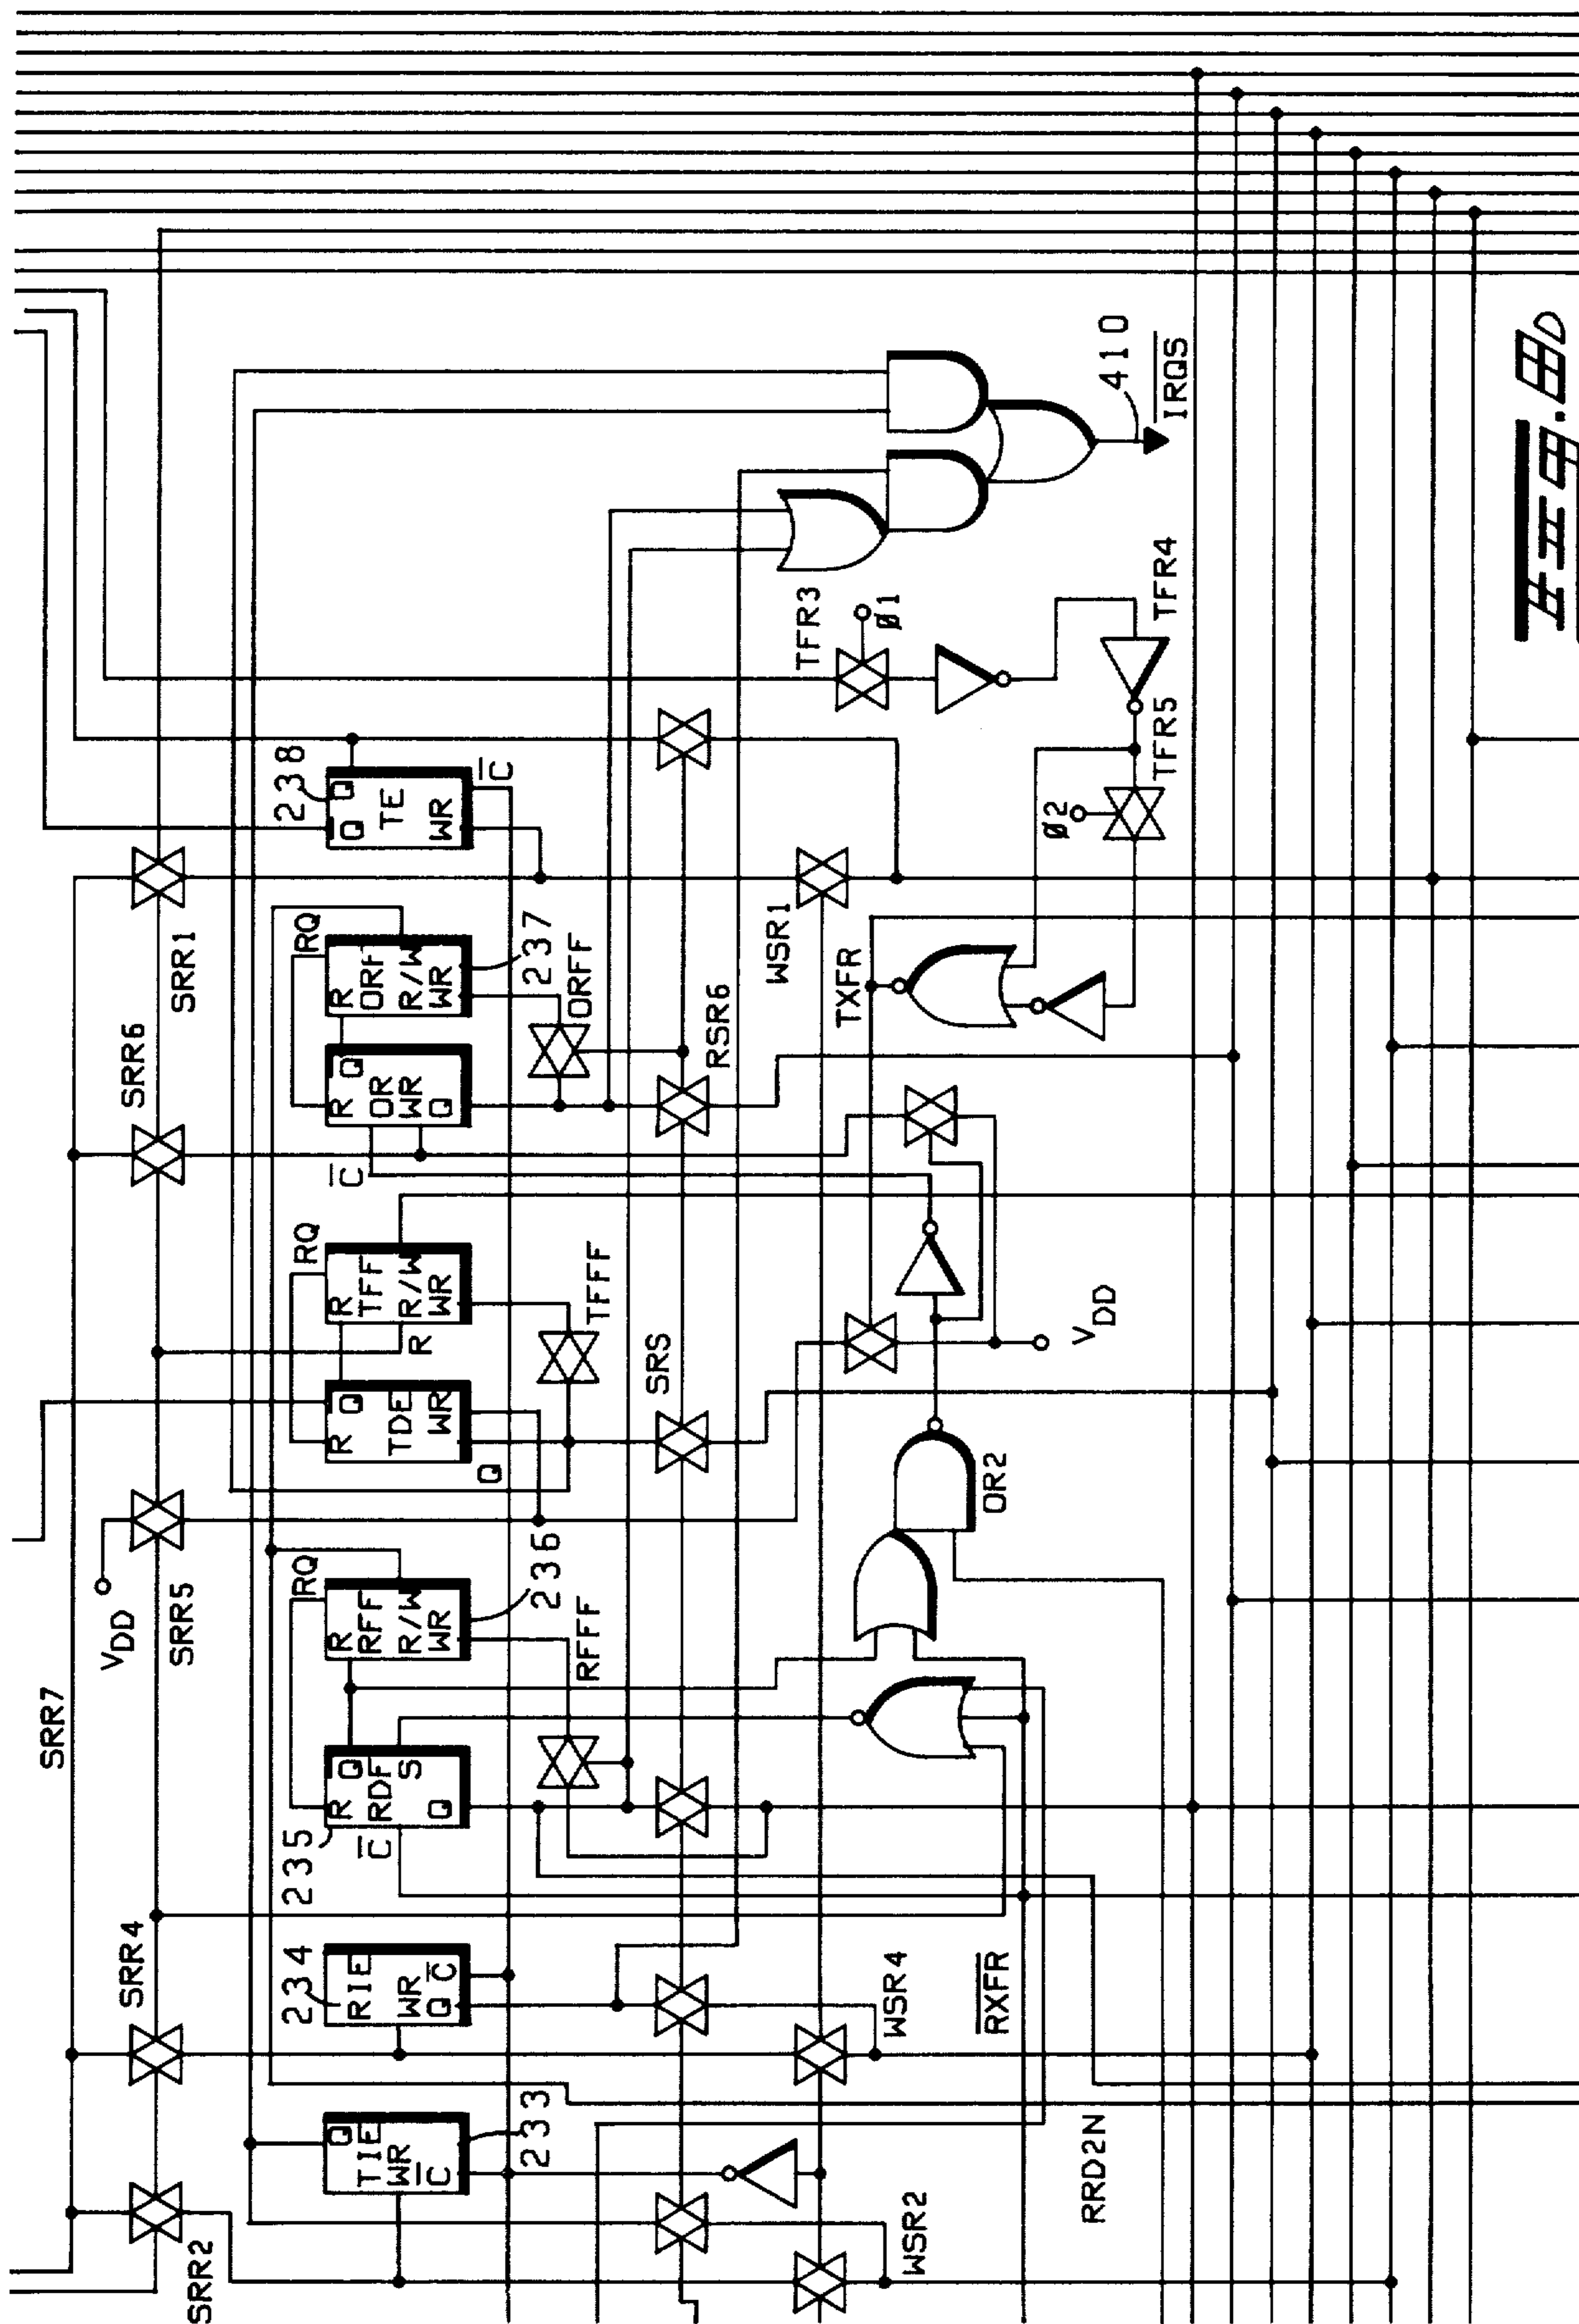 410
IRQS
FIG. 8D
TFR3
Ø1
TFR4
TFR5
Ø2
238
Q Q
TE
WR
C
SRR1
WSR1
RQ
R
ORF
R/W
WR
237
ORFF
TXFR
SRR6
R Q
OR
WR
Q
C
RSR6
RQ
R
TFF
R/W
WR
R
TFFF
VDD
R Q
TDE
WR
Q
SRS
OR2
VDD
SRR5
RQ
R
RFF
R/W
WR
236
RFFF
SRR7
R Q
RDF
S
Q
C
235
SRR4
234
RIE
WR
Q C
WSR4
RXFR
Q
TIE
WR
C
233
RRD2N
SRR2
WSR2